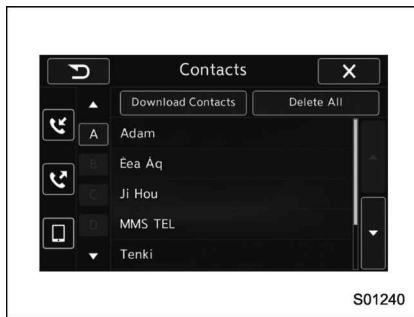 Contacts
Download Contacts Delete All
A Adam
B Èea Áq
C Ji Hou
D MMS TEL
Tenki
S01240